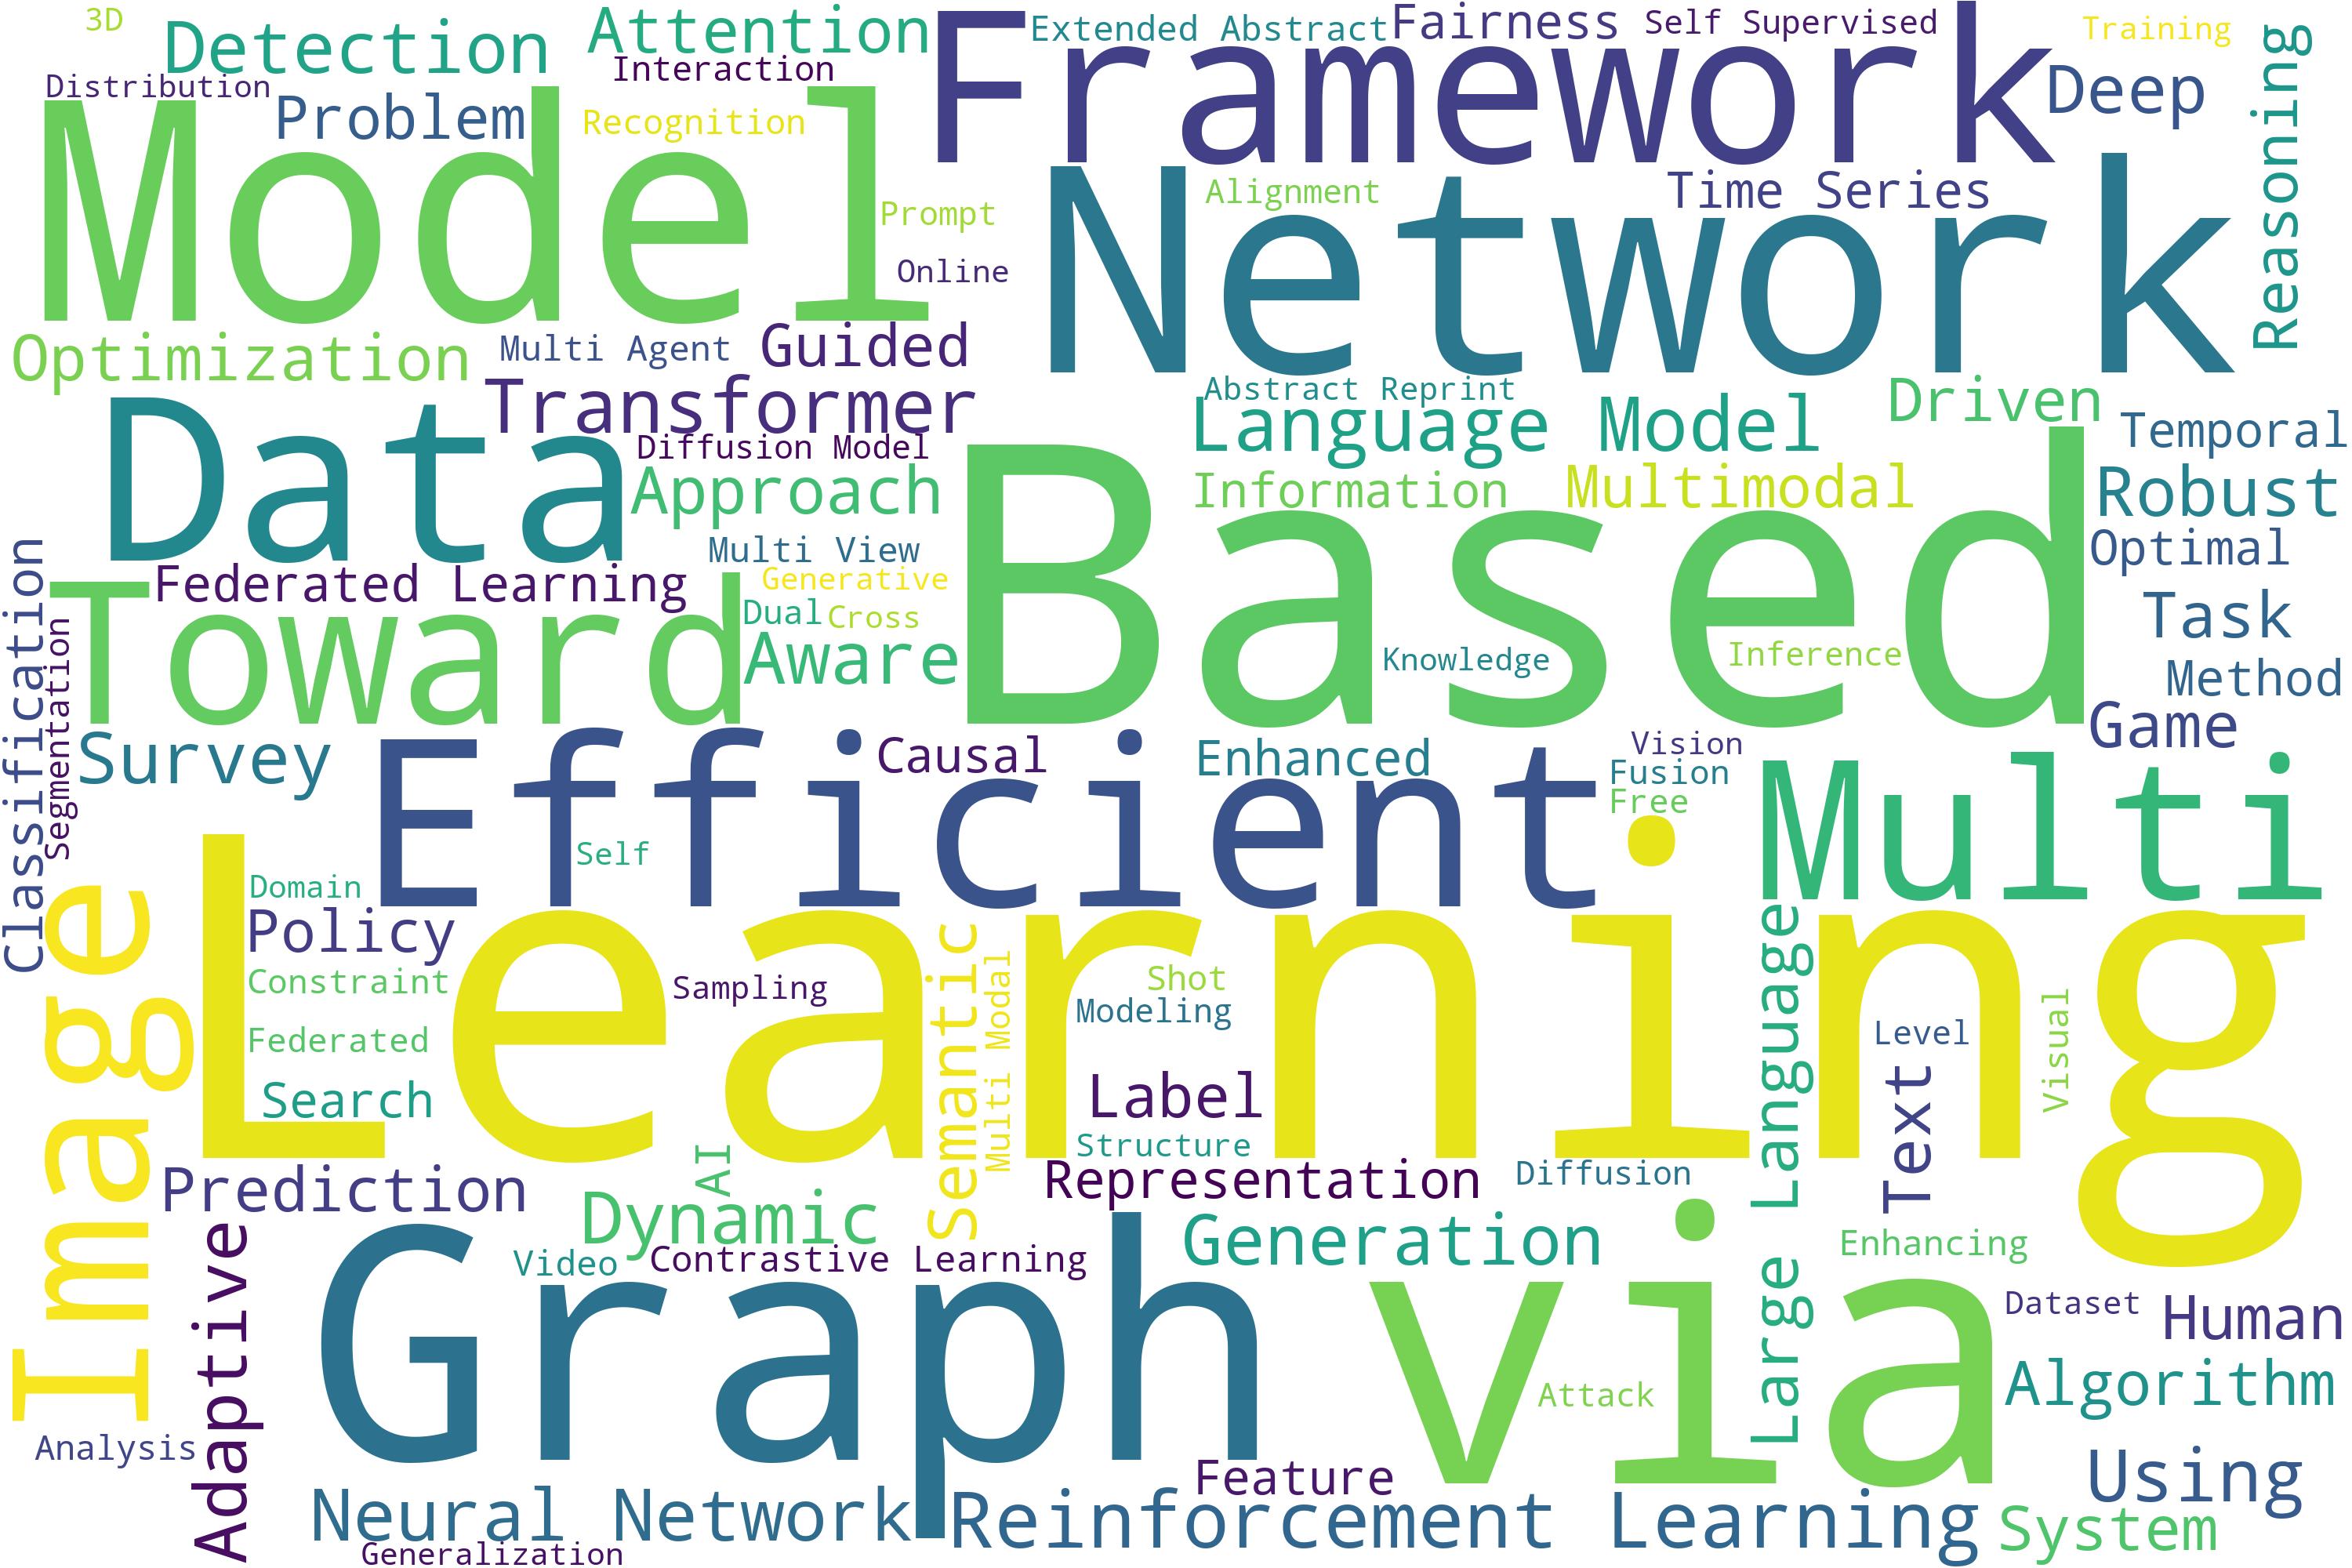 3D
Detection
Attention
Framework
Extended Abstract
Fairness
Self Supervised
Training
Distribution
Problem
Interaction
Recognition
Deep
Reasoning
Model
Prompt
Online
Network
Alignment
Time Series
Optimization
Multi Agent
Guided
Transformer
Abstract Reprint
Language Model
Driven
Temporal
Data
Diffusion Model
Approach
Based
Information
Multimodal
Robust
Multi View
Optimal
Federated Learning
Generative
Dual
Cross
Toward
Aware
Knowledge
Inference
Task
Method
Classification
Segmentation
Survey
Efficient
Causal
Enhanced
Vision
Fusion
Free
Multi
Game
Self
Domain
Policy
Image
Learning
Constraint
Sampling
Semantic
Multi Modal
Shot
Modeling
Large Language
Level
Visual
Federated
Search
Label
Text
AI
Structure
Prediction
Representation
Diffusion
Adaptive
Dynamic
Generation
Enhancing
Video
Contrastive Learning
Graph
via
Dataset
Human
Attack
Algorithm
Analysis
Feature
Using
Neural Network
Reinforcement Learning
System
Generalization